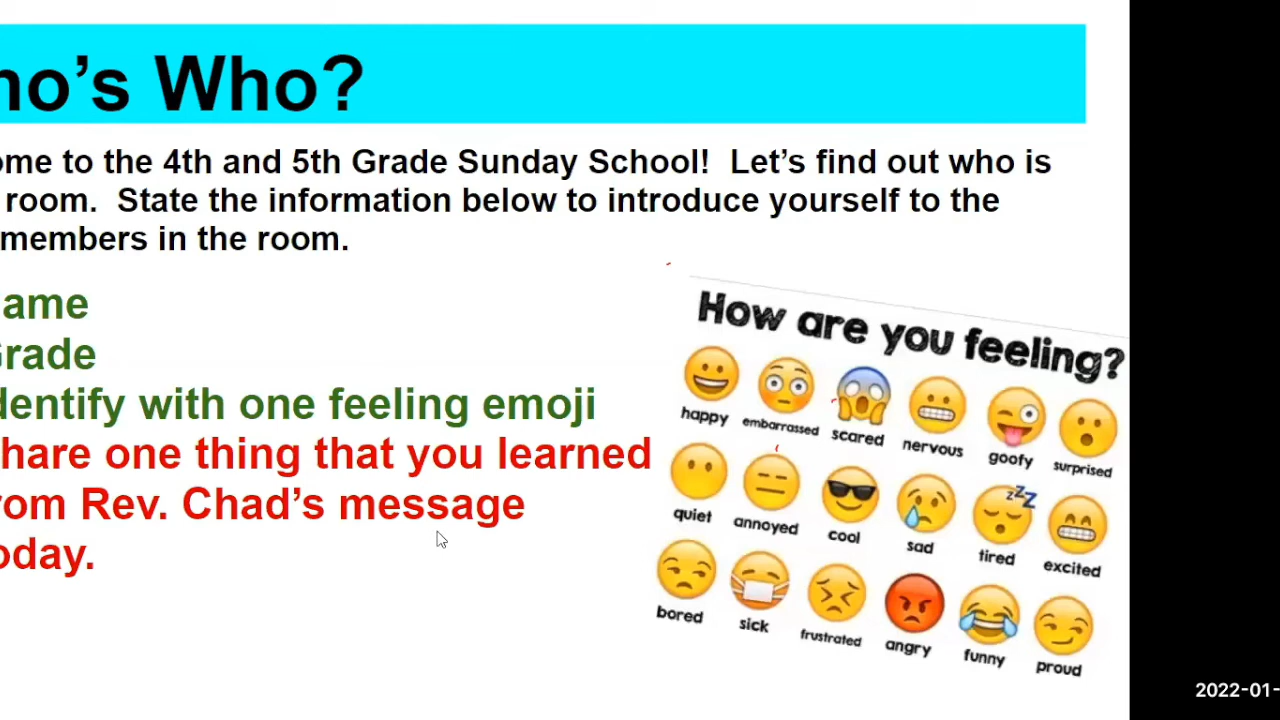 ho's Who?
ome to the 4th and 5th Grade Sunday School! Let's find out who is
room. State the information below to introduce yourself to the
members in the room.
ame
Grade
dentify with one feeling emoji
hare one thing that you learned
rom Rev. Chad's message
oday.
How are you feeling?
happy embarrassed scared nervous goofy surprised
quiet annoyed cool sad tired excited
bored sick frustrated angry funny proud
2022-01-